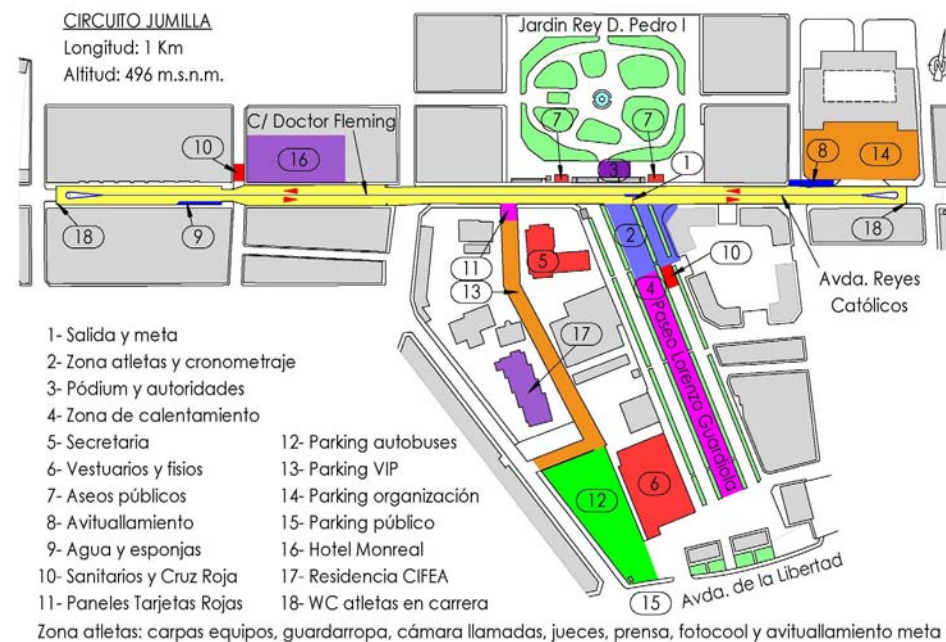 CIRCUITO JUMILLA
Longitud: 1 Km
Altitud: 496 m.s.n.m.
Jardin Rey D. Pedro I
C/ Doctor Fleming
10
16
7
7
3
1
8
14
18
9
11
13
5
2
4
10
18
Avda. Reyes
Católicos
Paseo Lorenzo Guardiola
17
12
6
15
Avda. de la Libertad
1- Salida y meta
2- Zona atletas y cronometraje
3- Pódium y autoridades
4- Zona de calentamiento
5- Secretaria
6- Vestuarios y fisios
7- Aseos públicos
8- Avituallamiento
9- Agua y esponjas
10- Sanitarios y Cruz Roja
11- Paneles Tarjetas Rojas
12- Parking autobuses
13- Parking VIP
14- Parking organización
15- Parking público
16- Hotel Monreal
17- Residencia CIFEA
18- WC atletas en carrera
Zona atletas: carpas equipos, guardarropa, cámara llamadas, jueces, prensa, fotocool y avituallamiento meta